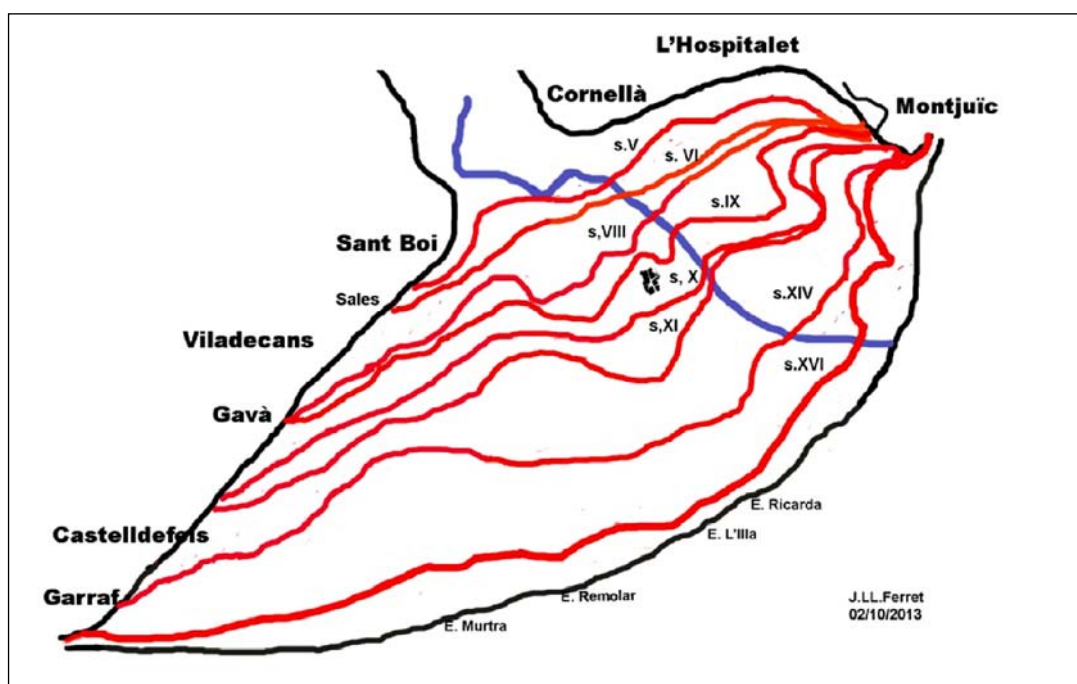 L'Hospitalet
Cornellà
Montjuïc
s.V
s. VI
s.IX
s,VIII
Sant Boi
s, X
Sales
s.XIV
s,XI
Viladecans
s.XVI
Gavà
E. Ricarda
Castelldefels
E. L'Illa
Garraf
E. Remolar
J.LL.Ferret
02/10/2013
E. Murtra